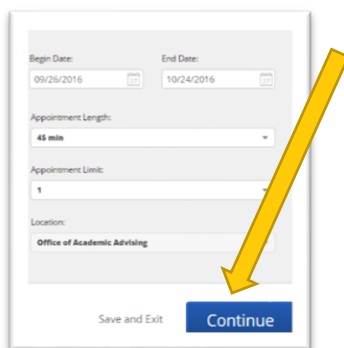 Begin Date: End Date:
09/26/2016 10/24/2016
Appointment Length:
45 min
Appointment Limit:
1
Location:
Office of Academic Advising
Save and Exit Continue